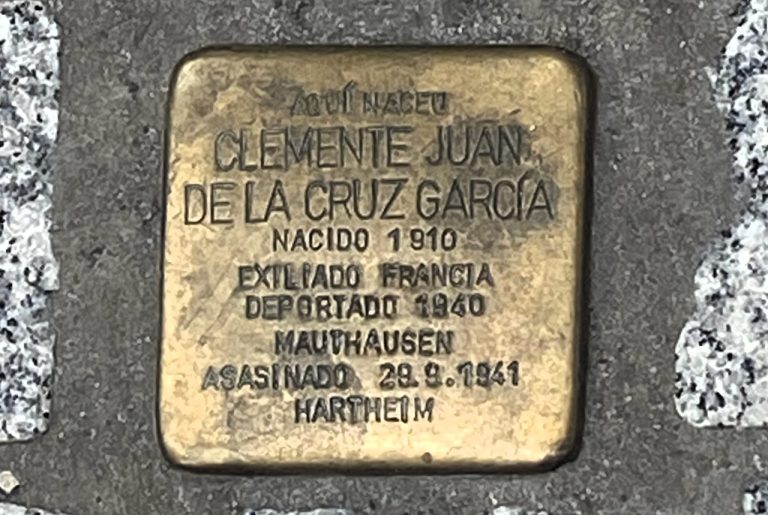 AQUÍ NACEU
CLEMENTE JUAN
DE LA CRUZ GARCÍA
NACIDO 1910
EXILIADO FRANCIA
DEPORTADO 1940
MAUTHAUSEN
ASASINADO 28.9.1941
HARTHEIM